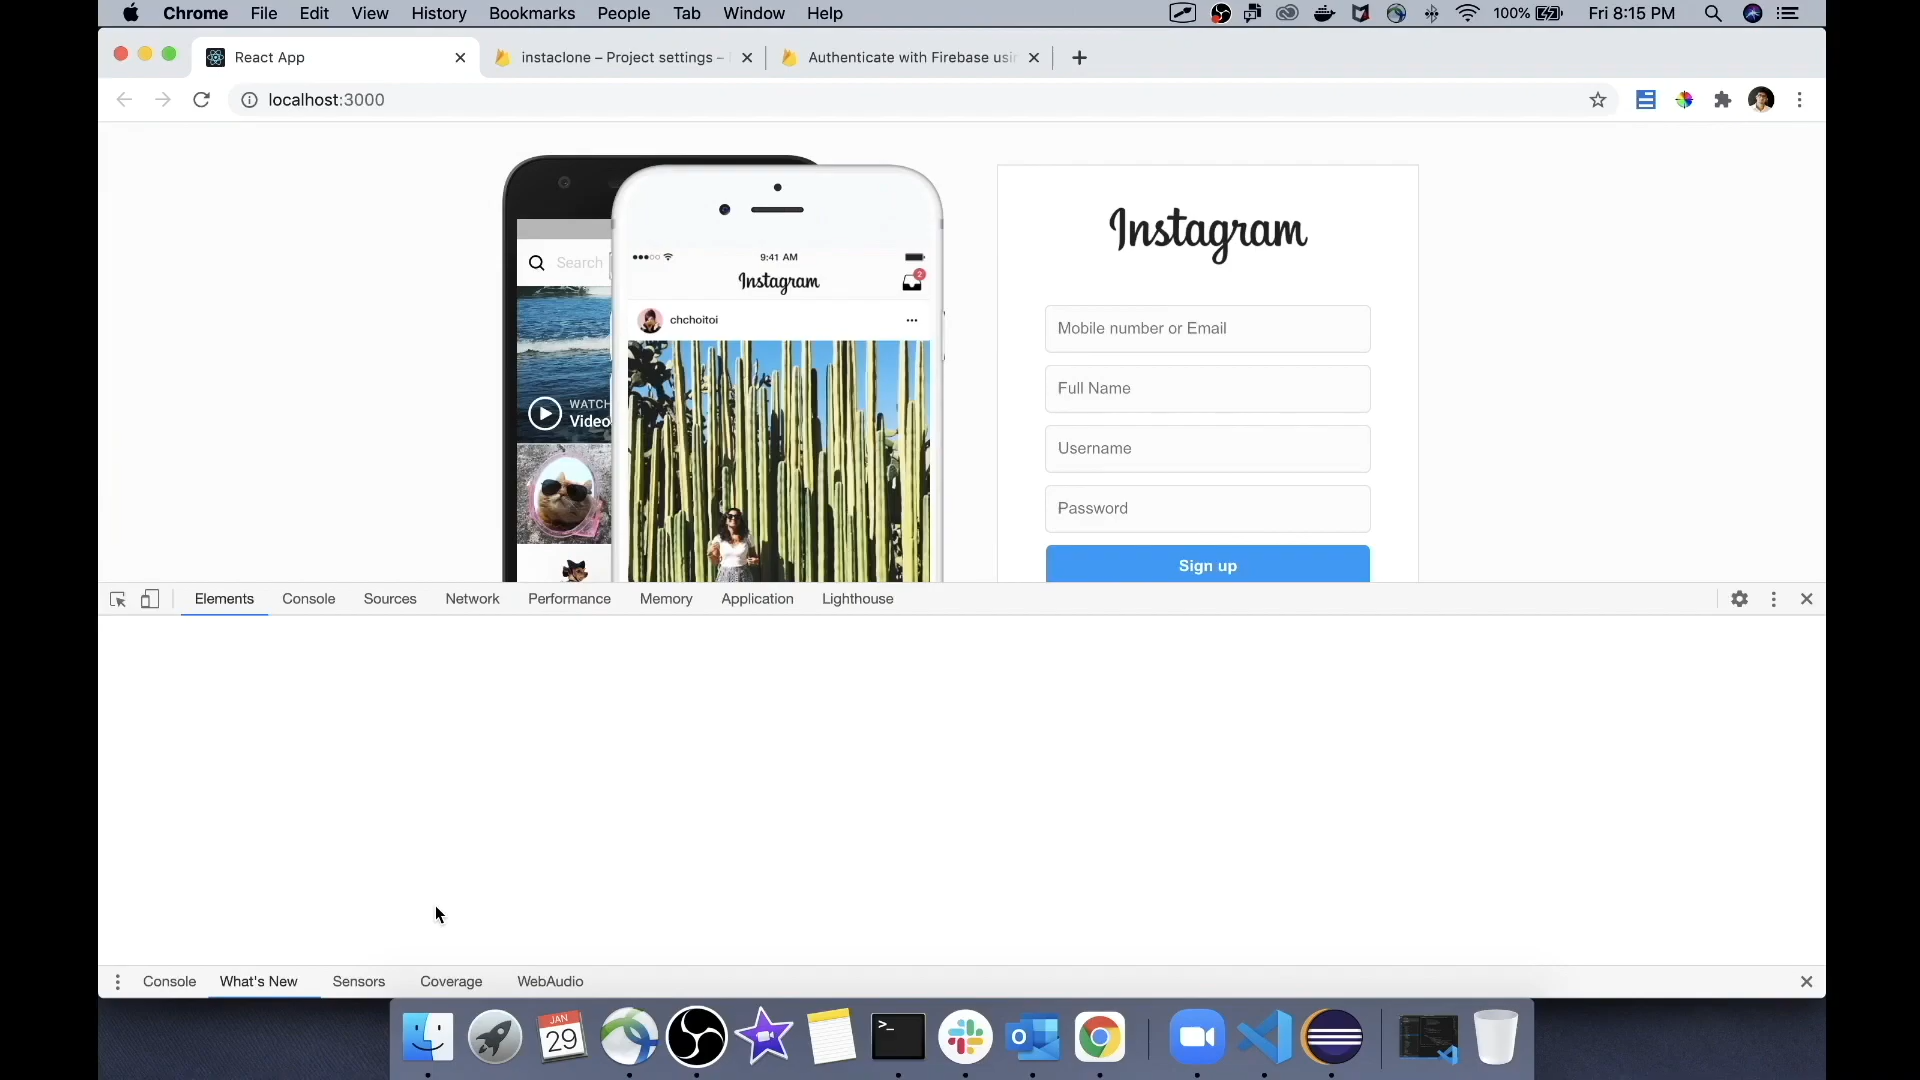 Chrome File Edit View History Bookmarks People Tab Window Help 100% Fri 8:15 PM
React App instaclone – Project settings – Authenticate with Firebase usin
localhost:3000
Instagram
9:41 AM
Search
Instagram 2
chchoitoi
Mobile number or Email
Full Name
WATCH
Video
Username
Password
Sign up
Elements Console Sources Network Performance Memory Application Lighthouse
Console What's New Sensors Coverage WebAudio
JAN
29
>_
O